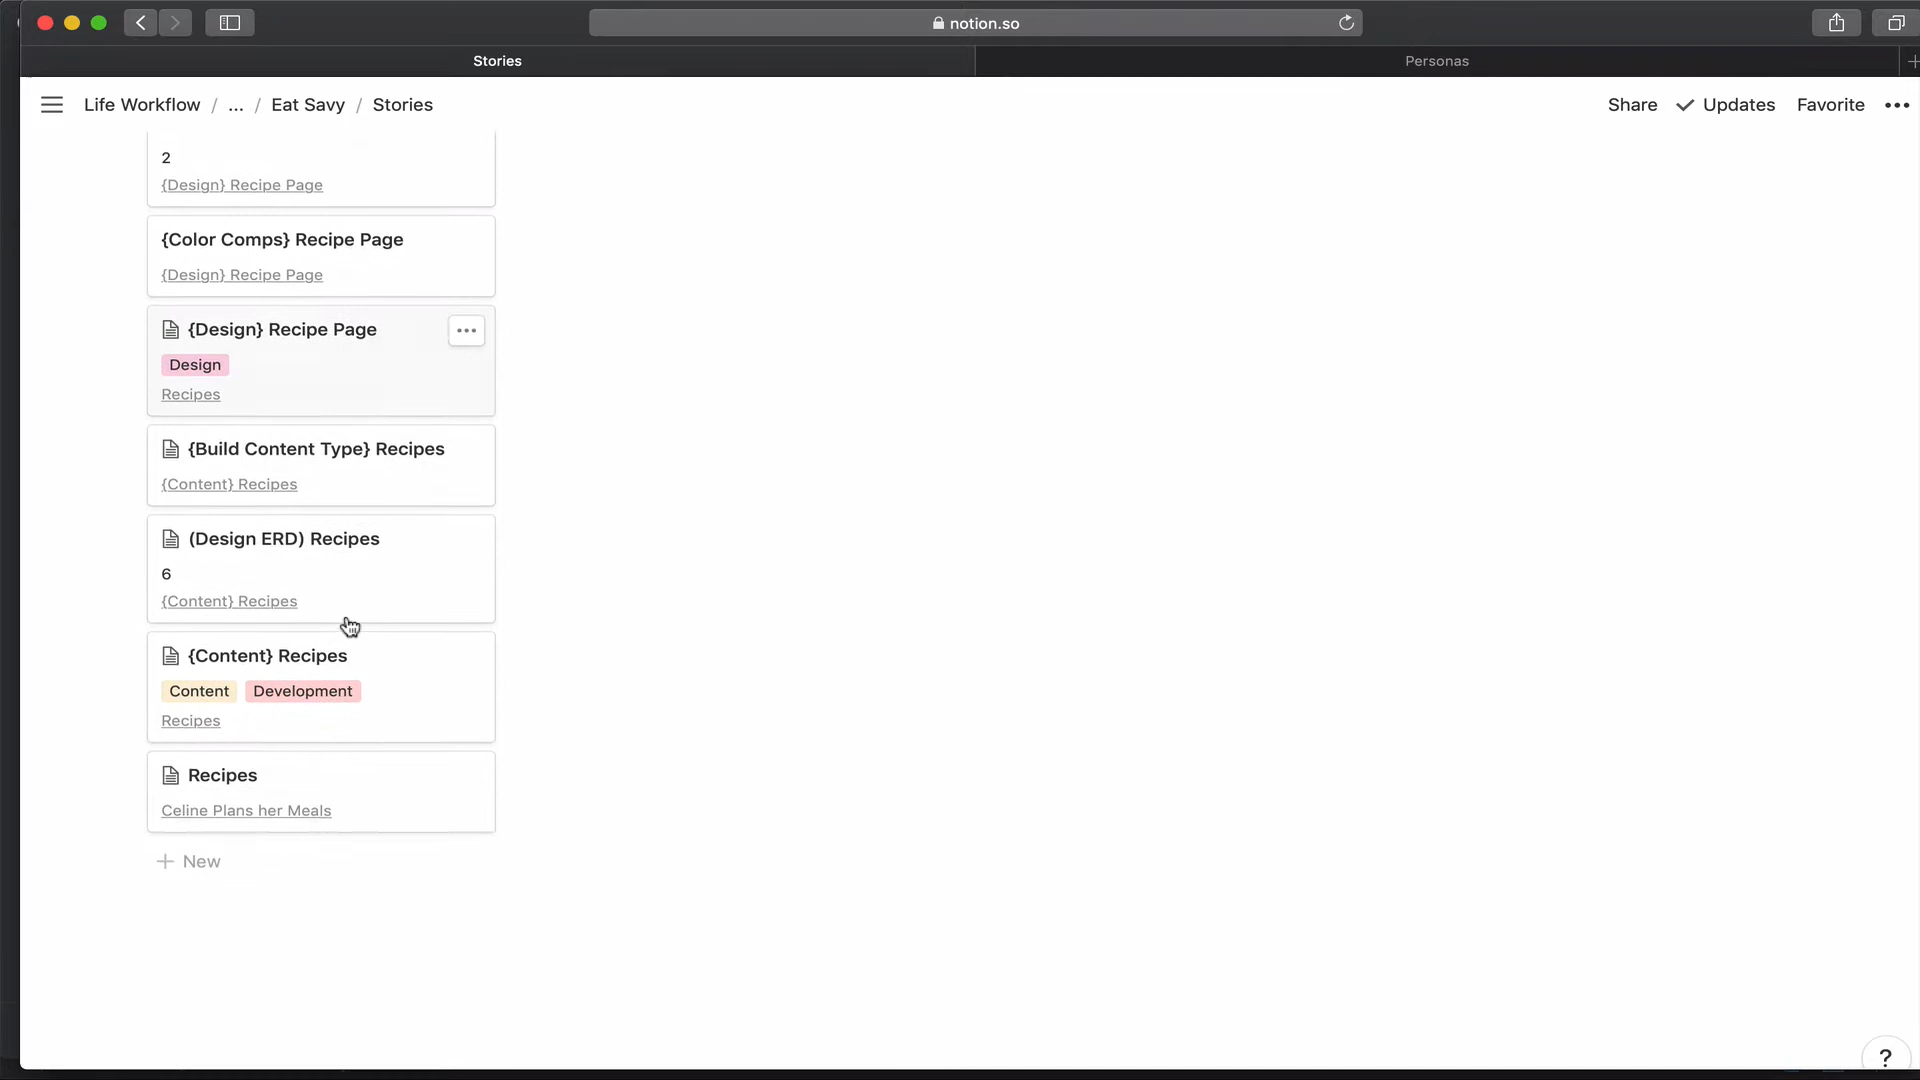 notion.so
Stories
Personas
Life Workflow / ... / Eat Savy / Stories
Share Updates Favorite
2
{Design} Recipe Page
{Color Comps} Recipe Page
{Design} Recipe Page
{Design} Recipe Page
Design
Recipes
{Build Content Type} Recipes
{Content} Recipes
(Design ERD) Recipes
6
{Content} Recipes
{Content} Recipes
Content Development
Recipes
Recipes
Celine Plans her Meals
+ New
?